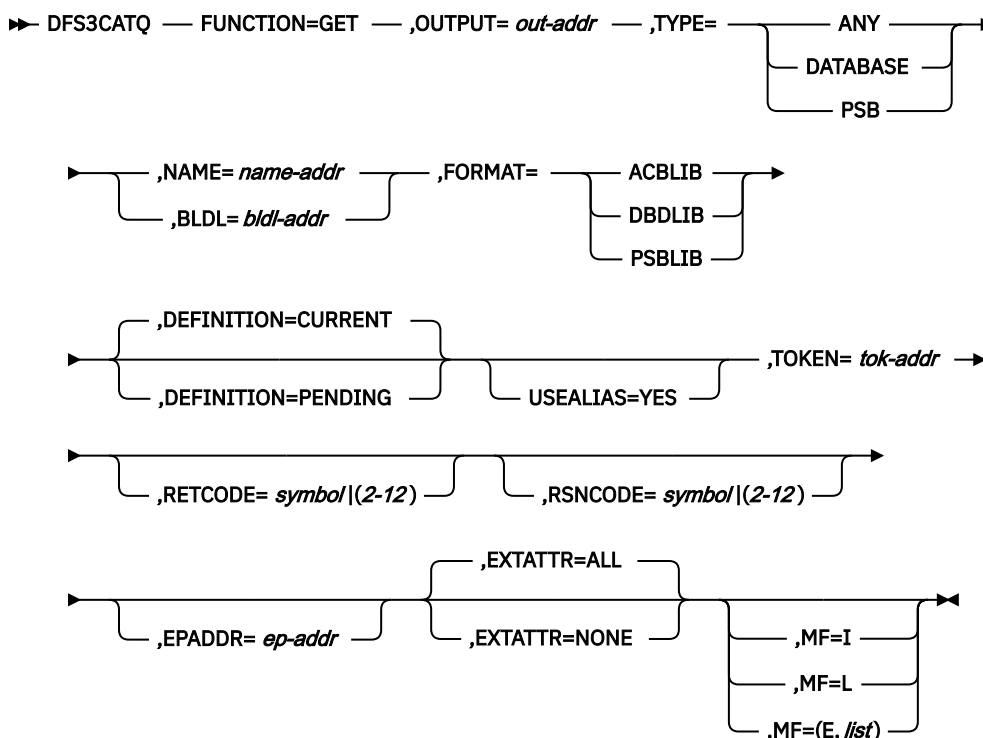 DFS3CATQ FUNCTION=GET ,OUTPUT= out-addr ,TYPE= ANY
DATABASE
PSB
,NAME= name-addr ,FORMAT= ACBLIB
,BLDL= bldl-addr DBDLIB
PSBLIB
,DEFINITION=CURRENT
,TOKEN= tok-addr
,DEFINITION=PENDING USEALIAS=YES
,RETCODE= symbol |(2-12) ,RSNCODE= symbol |(2-12)
,EXTATTR=ALL
,EPADDR= ep-addr ,EXTATTR=NONE ,MF=I
,MF=L
,MF=(E, list)